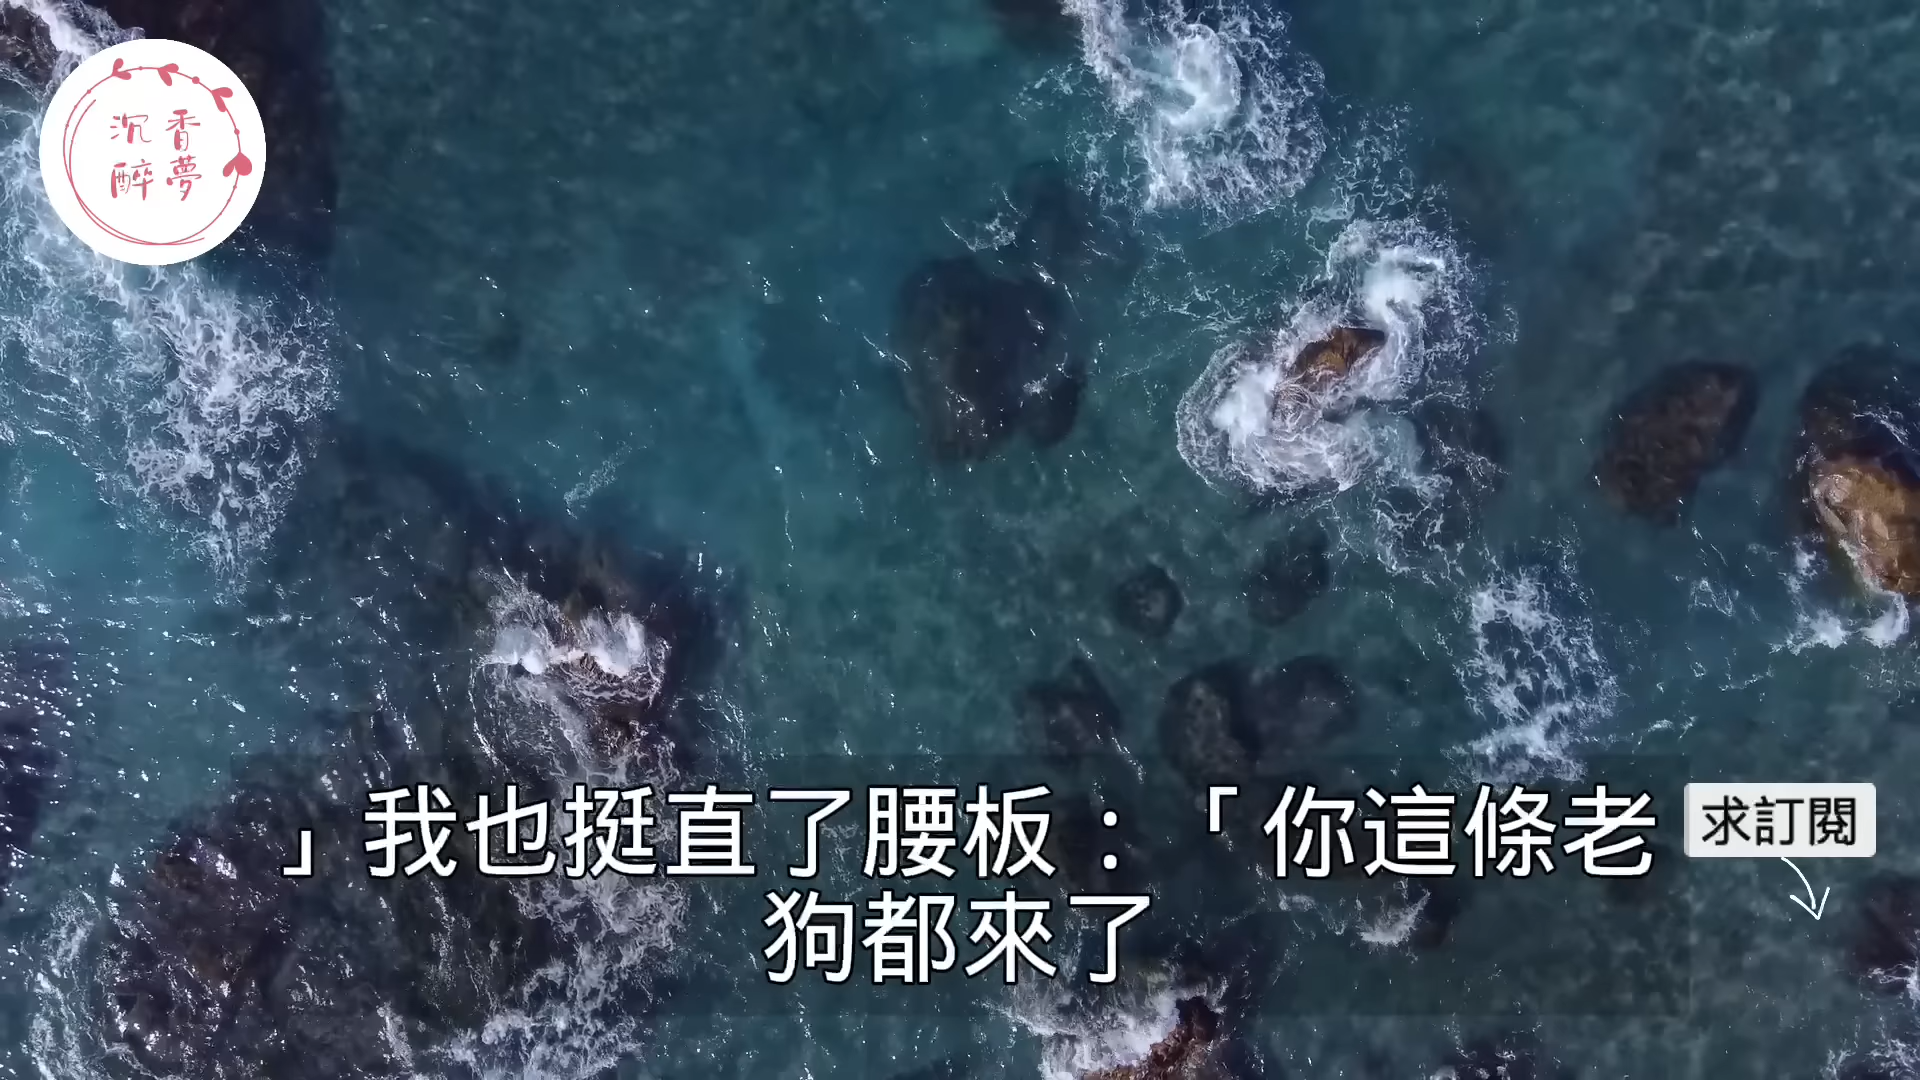 沉香
醉夢
」我也挺直了腰板：「你這條老
狗都來了
求訂閱